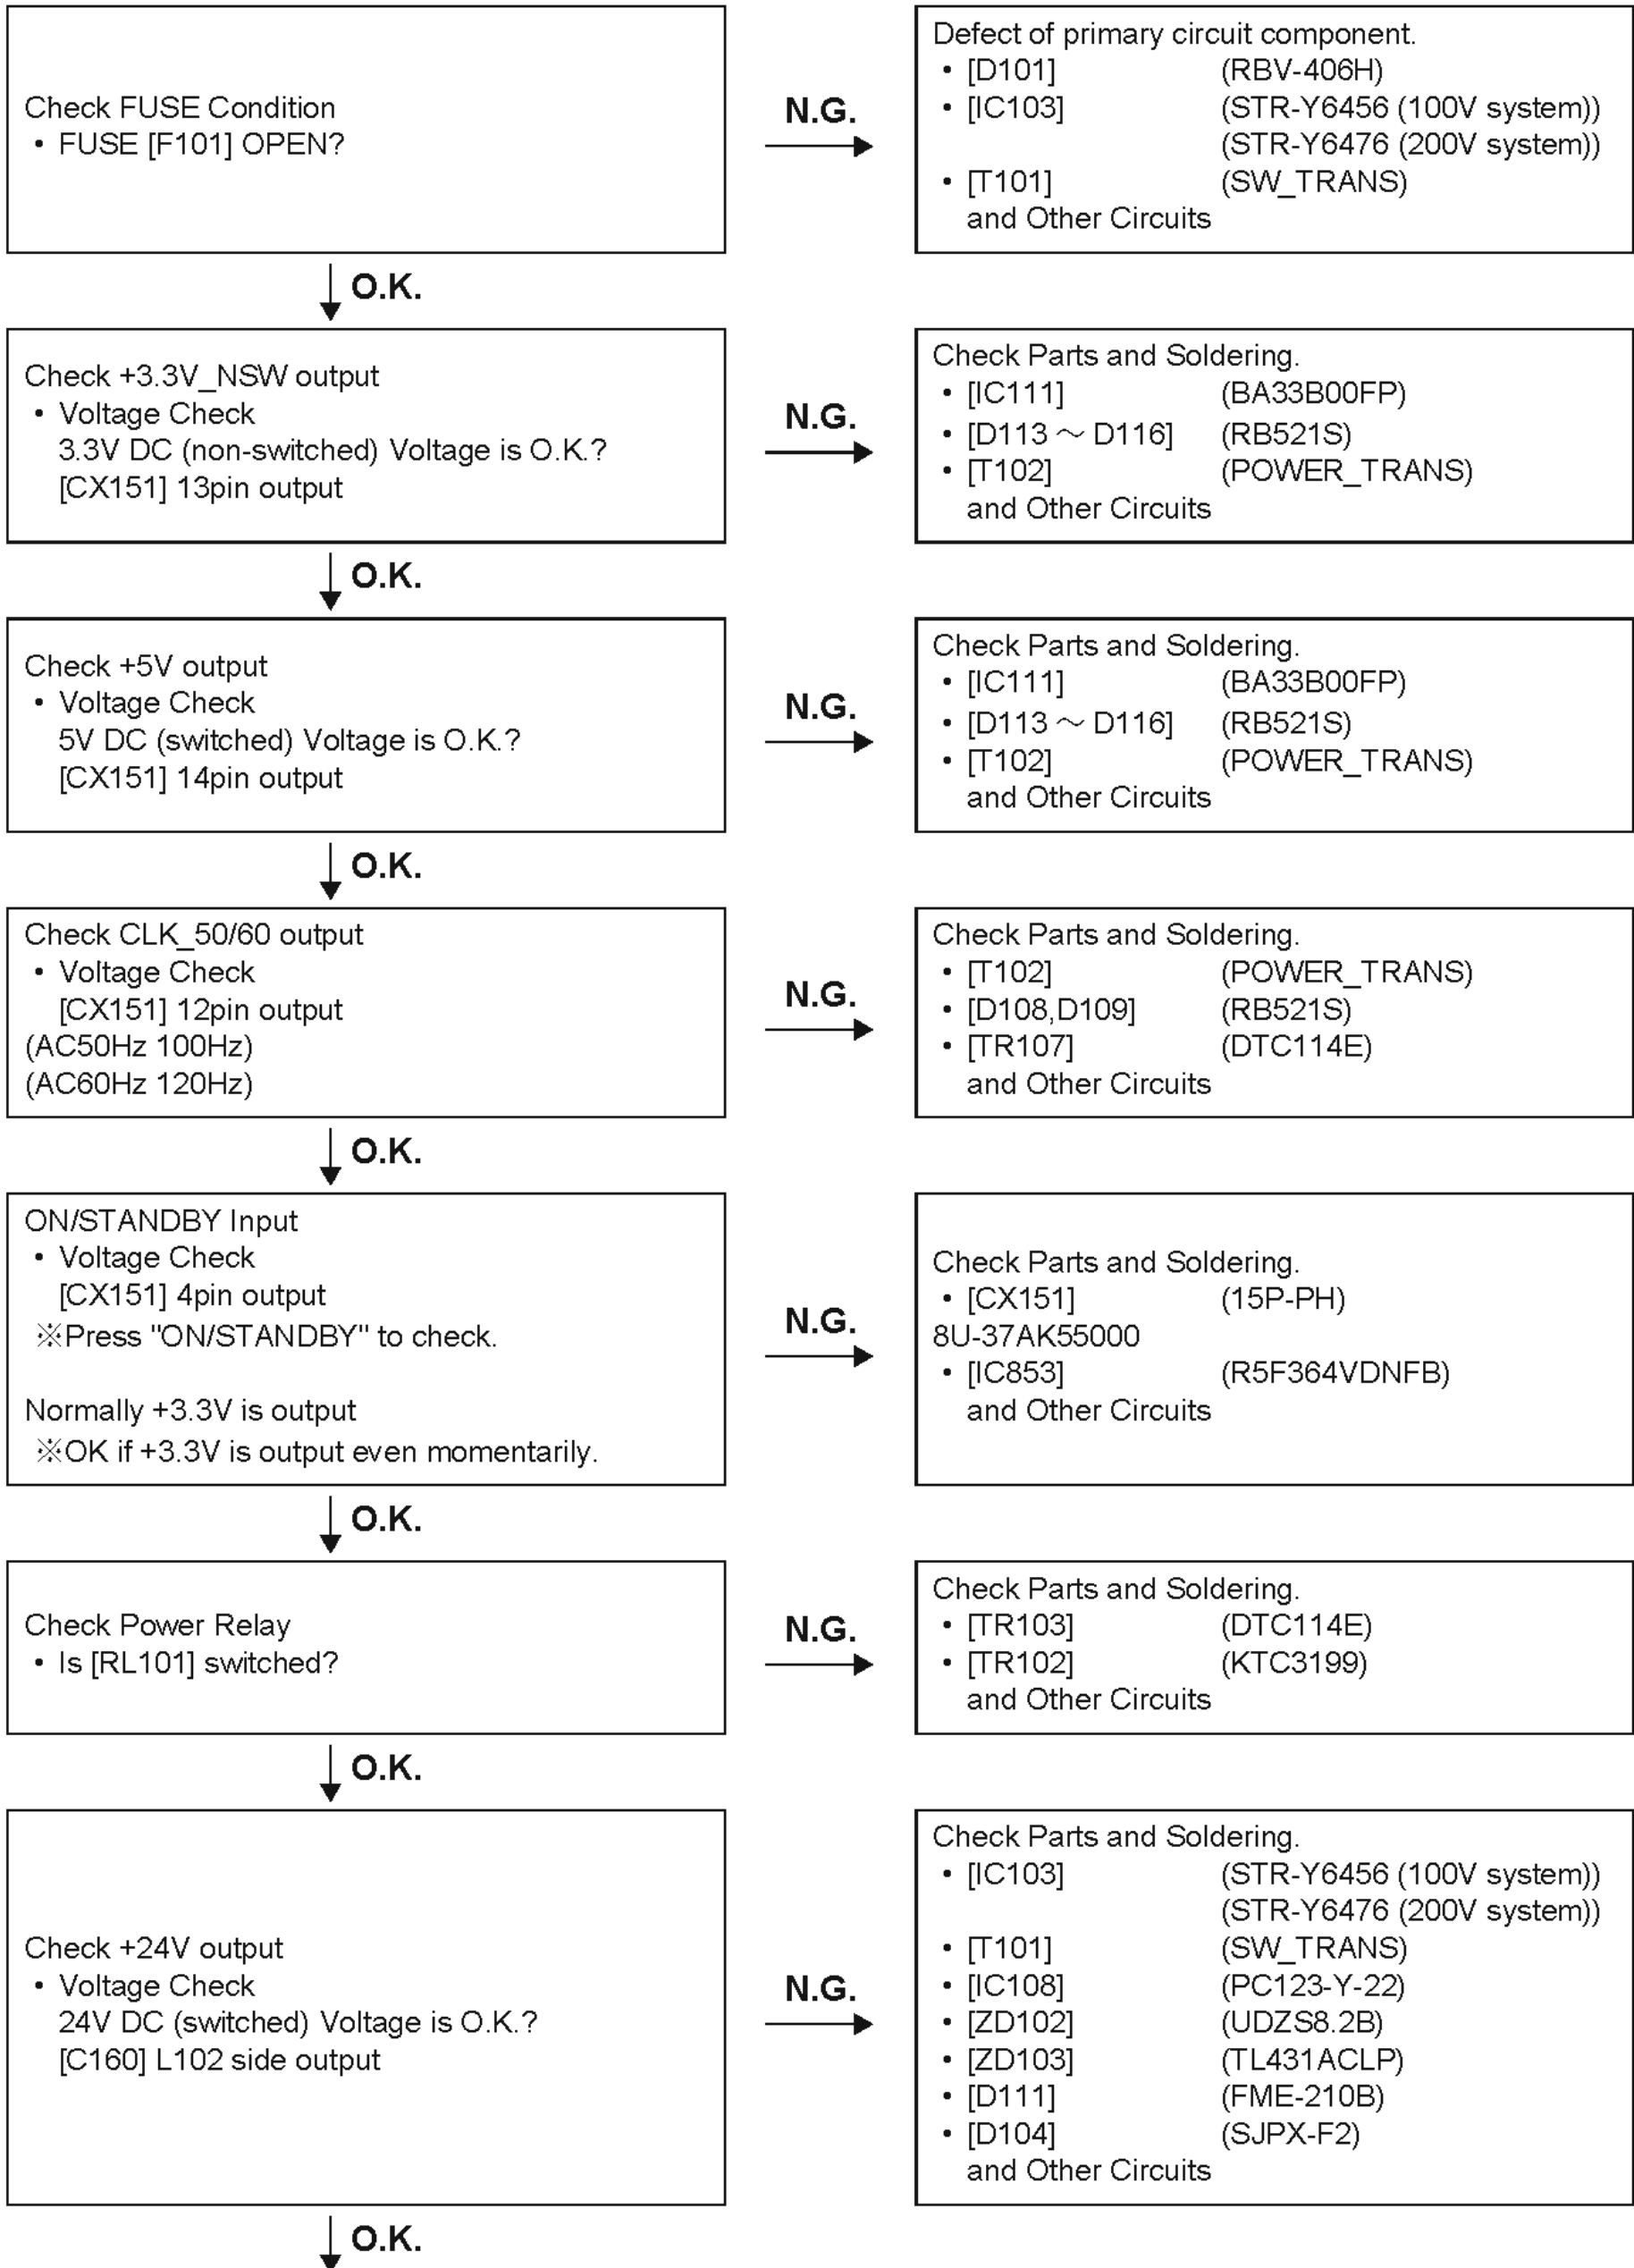 Check FUSE Condition
• FUSE [F101] OPEN?
N.G.
Defect of primary circuit component.
• [D101] (RBV-406H)
• [IC103] (STR-Y6456 (100V system))
(STR-Y6476 (200V system))
• [T101] (SW_TRANS)
and Other Circuits
O.K.
Check +3.3V_NSW output
• Voltage Check
3.3V DC (non-switched) Voltage is O.K.?
[CX151] 13pin output
N.G.
Check Parts and Soldering.
• [IC111] (BA33B00FP)
• [D113 ～ D116] (RB521S)
• [T102] (POWER_TRANS)
and Other Circuits
O.K.
Check +5V output
• Voltage Check
5V DC (switched) Voltage is O.K.?
[CX151] 14pin output
N.G.
Check Parts and Soldering.
• [IC111] (BA33B00FP)
• [D113 ～ D116] (RB521S)
• [T102] (POWER_TRANS)
and Other Circuits
O.K.
Check CLK_50/60 output
• Voltage Check
[CX151] 12pin output
(AC50Hz 100Hz)
(AC60Hz 120Hz)
N.G.
Check Parts and Soldering.
• [T102] (POWER_TRANS)
• [D108,D109] (RB521S)
• [TR107] (DTC114E)
and Other Circuits
O.K.
ON/STANDBY Input
• Voltage Check
[CX151] 4pin output
※Press "ON/STANDBY" to check.
Normally +3.3V is output
※OK if +3.3V is output even momentarily.
N.G.
Check Parts and Soldering.
• [CX151] (15P-PH)
8U-37AK55000
• [IC853] (R5F364VDNFB)
and Other Circuits
O.K.
Check Power Relay
• Is [RL101] switched?
N.G.
Check Parts and Soldering.
• [TR103] (DTC114E)
• [TR102] (KTC3199)
and Other Circuits
O.K.
Check +24V output
• Voltage Check
24V DC (switched) Voltage is O.K.?
[C160] L102 side output
N.G.
Check Parts and Soldering.
• [IC103] (STR-Y6456 (100V system))
(STR-Y6476 (200V system))
• [T101] (SW_TRANS)
• [IC108] (PC123-Y-22)
• [ZD102] (UDZS8.2B)
• [ZD103] (TL431ACLP)
• [D111] (FME-210B)
• [D104] (SJPX-F2)
and Other Circuits
O.K.